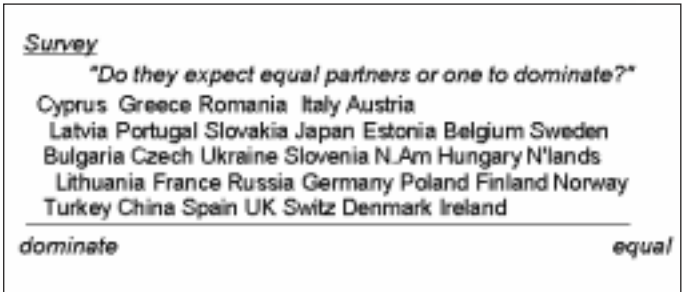 Survey
"Do they expect equal partners or one to dominate?"
Cyprus Greece Romania Italy Austria
Latvia Portugal Slovakia Japan Estonia Belgium Sweden
Bulgaria Czech Ukraine Slovenia N.Am Hungary N'lands
Lithuania France Russia Germany Poland Finland Norway
Turkey China Spain UK Switz Denmark Ireland
dominate equal